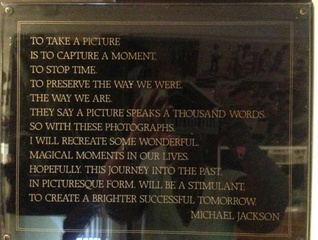 TO TAKE A PICTURE
IS TO CAPTURE A MOMENT.
TO STOP TIME.
TO PRESERVE THE WAY WE WERE.
THE WAY WE ARE.
THEY SAY A PICTURE SPEAKS A THOUSAND WORDS.
SO WITH THESE PHOTOGRAPHS.
I WILL RECREATE SOME WONDERFUL.
MAGICAL MOMENTS IN OUR LIVES.
HOPEFULLY. THIS JOURNEY INTO THE PAST.
IN PICTURESQUE FORM. WILL BE A STIMULANT.
TO CREATE A BRIGHTER SUCCESSFUL TOMORROW.
MICHAEL JACKSON